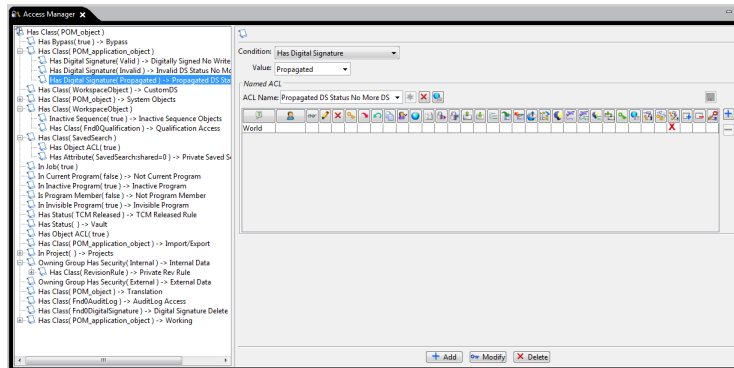 Access Manager
Has Class( POM_object )
Has Bypass( true ) -> Bypass
Has Class( POM_application_object )
Has Digital Signature( Valid ) -> Digitally Signed No Write
Has Digital Signature( Invalid ) -> Invalid DS Status No Mo
Has Digital Signature( Propagated ) -> Propagated DS Sta
Has Class( WorkspaceObject ) -> CustomDS
Has Class( POM_object ) -> System Objects
Has Class( WorkspaceObject )
Inactive Sequence( true ) -> Inactive Sequence Objects
Has Class( Fnd0Qualification ) -> Qualification Access
Has Class( SavedSearch )
Has Object ACL( true )
Has Attribute( SavedSearch:shared=0 ) -> Private Saved S
In Job( true )
In Current Program( false ) -> Not Current Program
In Inactive Program( true ) -> Inactive Program
Is Program Member( false ) -> Not Program Member
In Invisible Program( true ) -> Invisible Program
Has Status( TCM Released ) -> TCM Released Rule
Has Status( ) -> Vault
Has Object ACL( true )
Has Class( POM_application_object ) -> Import/Export
In Project( ) -> Projects
Owning Group Has Security( Internal ) -> Internal Data
Has Class( RevisionRule ) -> Private Rev Rule
Owning Group Has Security( External ) -> External Data
Has Class( POM_object ) -> Translation
Has Class( Fnd0AuditLog ) -> AuditLog Access
Has Class( Fnd0DigitalSignature ) -> Digital Signature Delete
Has Class( POM_application_object ) -> Working
Condition: Has Digital Signature
Value: Propagated
Named ACL
ACL Name: Propagated DS Status No More DS
World
Add Modify Delete